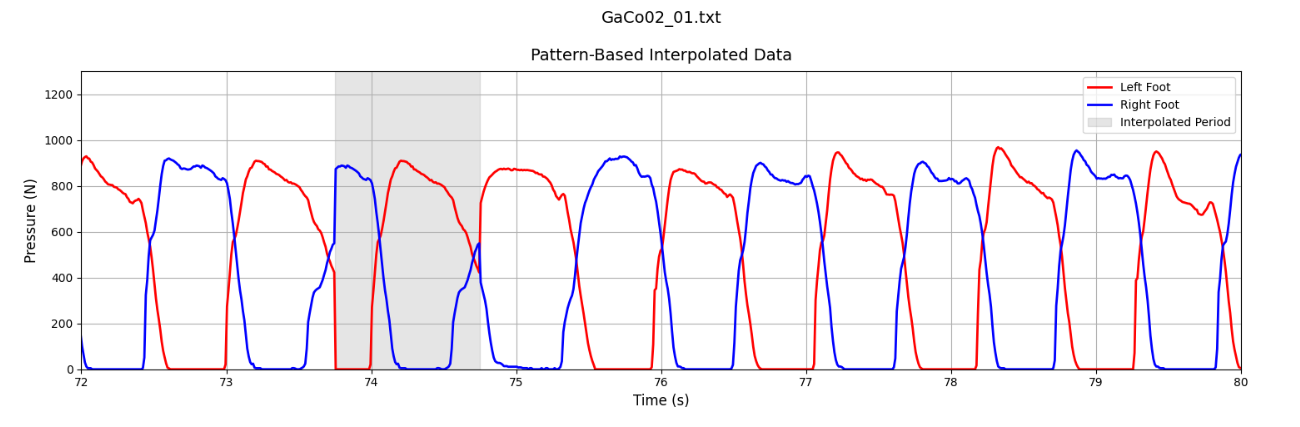 GaCo02_01.txt
Pattern-Based Interpolated Data
Pressure (N)
1200
1000
800
600
400
200
0
Left Foot
Right Foot
Interpolated Period
72 73 74 75 76 77 78 79 80
Time (s)